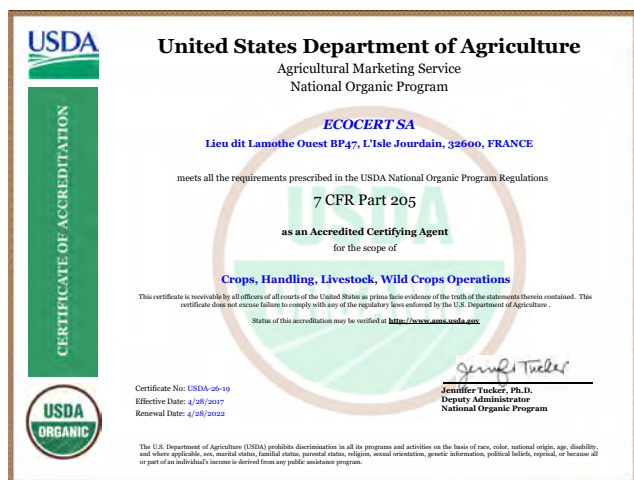 USDA
United States Department of Agriculture
Agricultural Marketing Service
National Organic Program
CERTIFICATE OF ACCREDITATION
ECOCERT SA
Lieu dit Lamothe Ouest BP47, L'Isle Jourdain, 32600, FRANCE
meets all the requirements prescribed in the USDA National Organic Program Regulations
7 CFR Part 205
as an Accredited Certifying Agent
for the scope of
Crops, Handling, Livestock, Wild Crops Operations
This certificate is receivable by all officers of all courts of the United States as prima facie evidence of the truth of the statements therein contained. This
certificate does not excuse failure to comply with any of the regulatory laws enforced by the U.S. Department of Agriculture .
Status of this accreditation may be verified at http://www.ams.usda.gov
USDA
Jennifer Tucker
Certificate No: USDA-26-19
Effective Date: 4/28/2017
Renewal Date: 4/28/2022
Jennifer Tucker, Ph.D.
Deputy Administrator
National Organic Program
USDA
ORGANIC
The U.S. Department of Agriculture (USDA) prohibits discrimination in all its programs and activities on the basis of race, color, national origin, age, disability,
and where applicable, sex, marital status, familial status, parental status, religion, sexual orientation, genetic information, political beliefs, reprisal, or because all
or part of an individual's income is derived from any public assistance program.